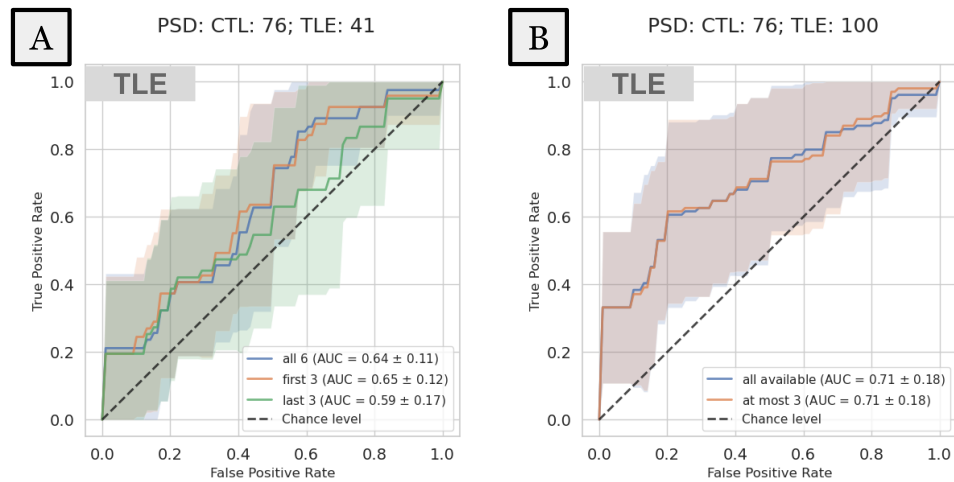 A
PSD: CTL: 76; TLE: 41
TLE
True Positive Rate
1.0
0.8
0.6
0.4
0.2
0.0
all 6 (AUC = 0.64 ± 0.11)
first 3 (AUC = 0.65 ± 0.12)
last 3 (AUC = 0.59 ± 0.17)
Chance level
0.0 0.2 0.4 0.6 0.8 1.0
False Positive Rate
B
PSD: CTL: 76; TLE: 100
TLE
True Positive Rate
1.0
0.8
0.6
0.4
0.2
0.0
all available (AUC = 0.71 ± 0.18)
at most 3 (AUC = 0.71 ± 0.18)
Chance level
0.0 0.2 0.4 0.6 0.8 1.0
False Positive Rate